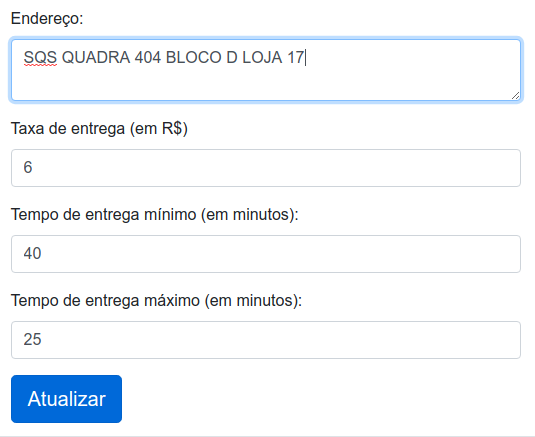 Endereço:
SQS QUADRA 404 BLOCO D LOJA 17
Taxa de entrega (em R$)
6
Tempo de entrega mínimo (em minutos):
40
Tempo de entrega máximo (em minutos):
25
Atualizar